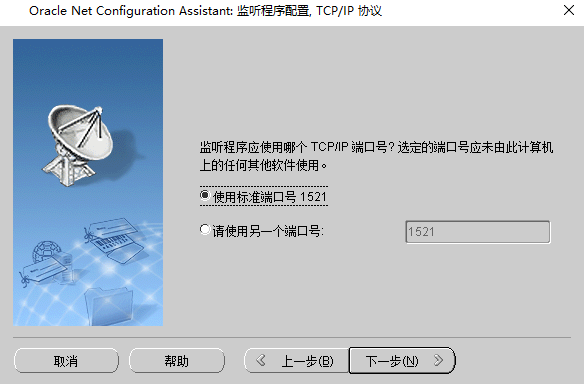 Oracle Net Configuration Assistant: 监听程序配置, TCP/IP 协议
监听程序应使用哪个 TCP/IP 端口号? 选定的端口号应未由此计算机
上的任何其他软件使用。
使用标准端口号 1521
请使用另一个端口号:
1521
取消
帮助
上一步(B)
下一步(N)